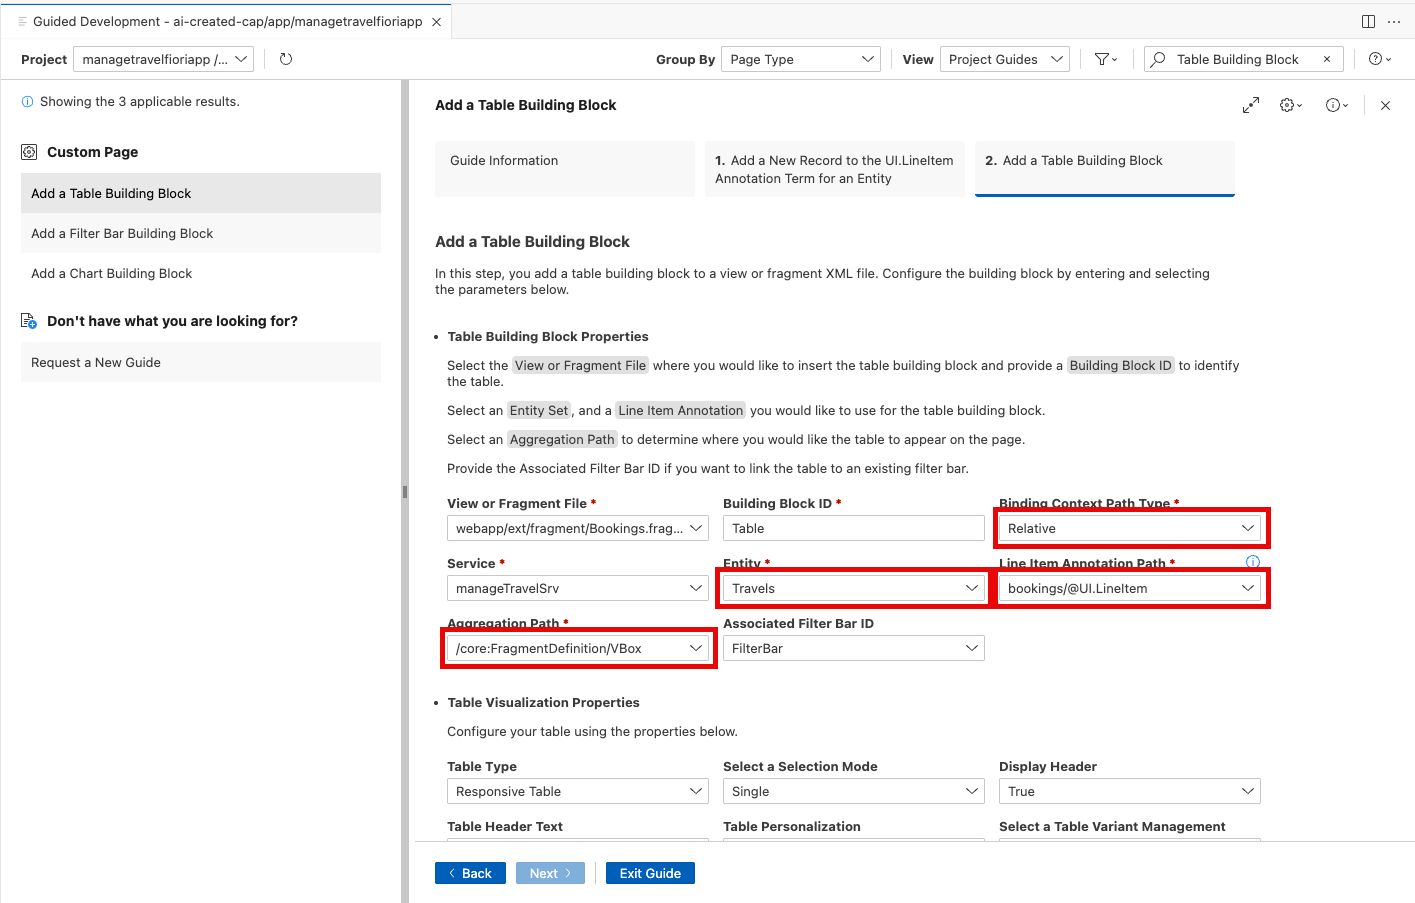 Guided Development - ai-created-cap/app/managetravelfioriapp
Project managetravelfioriapp /...
Group By Page Type View Project Guides Table Building Block
Showing the 3 applicable results.
Custom Page
Add a Table Building Block
Add a Filter Bar Building Block
Add a Chart Building Block
Don't have what you are looking for?
Request a New Guide
Add a Table Building Block
Guide Information
1. Add a New Record to the UI.LineItem
Annotation Term for an Entity
2. Add a Table Building Block
Add a Table Building Block
In this step, you add a table building block to a view or fragment XML file. Configure the building block by entering and selecting
the parameters below.
• Table Building Block Properties
Select the View or Fragment File where you would like to insert the table building block and provide a Building Block ID to identify
the table.
Select an Entity Set, and a Line Item Annotation you would like to use for the table building block.
Select an Aggregation Path to determine where you would like the table to appear on the page.
Provide the Associated Filter Bar ID if you want to link the table to an existing filter bar.
View or Fragment File * Building Block ID * Binding Context Path Type *
webapp/ext/fragment/Bookings.frag... Table Relative
Service * Entity * Line Item Annotation Path *
manageTravelSrv Travels bookings/@UI.LineItem
Aggregation Path * Associated Filter Bar ID
/core:FragmentDefinition/VBox FilterBar
• Table Visualization Properties
Configure your table using the properties below.
Table Type Select a Selection Mode Display Header
Responsive Table Single True
Table Header Text Table Personalization Select a Table Variant Management
Back Next Exit Guide